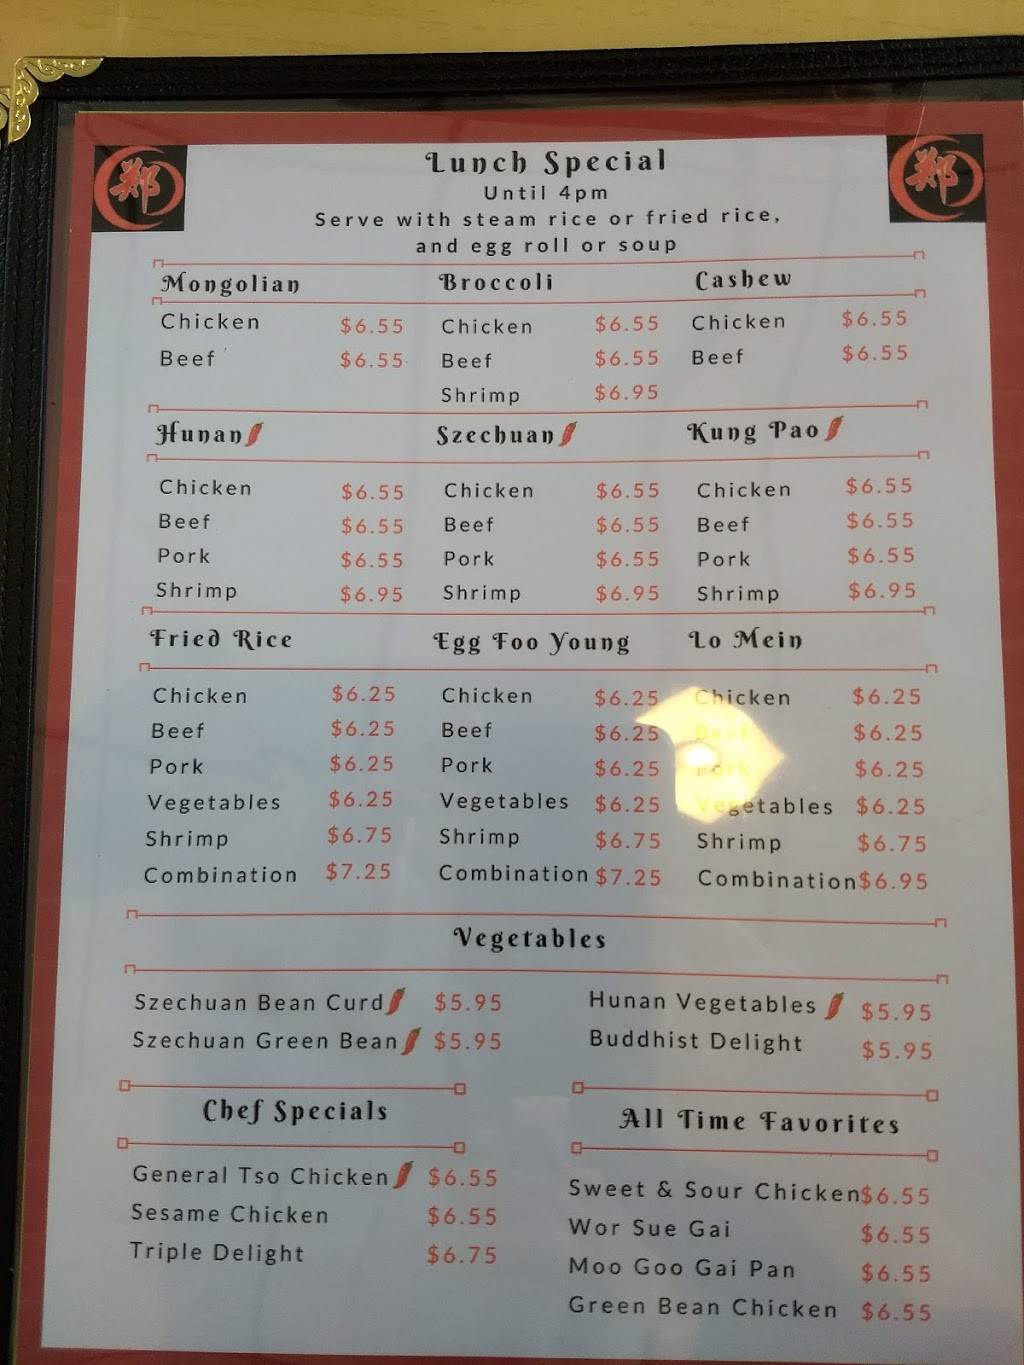 郑 Lunch Special 郑
Until 4pm
Serve with steam rice or fried rice,
and egg roll or soup
Mongolian Broccoli Cashew
Chicken $6.55 Chicken $6.55 Chicken $6.55
Beef $6.55 Beef $6.55 Beef $6.55
Shrimp $6.95
Hunan Szechuan Kung Pao
Chicken $6.55 Chicken $6.55 Chicken $6.55
Beef $6.55 Beef $6.55 Beef $6.55
Pork $6.55 Pork $6.55 Pork $6.55
Shrimp $6.95 Shrimp $6.95 Shrimp $6.95
Fried Rice Egg Foo Young Lo Mein
Chicken $6.25 Chicken $6.25 Chicken $6.25
Beef $6.25 Beef $6.25 Beef $6.25
Pork $6.25 Pork $6.25 Pork $6.25
Vegetables $6.25 Vegetables $6.25 Vegetables $6.25
Shrimp $6.75 Shrimp $6.75 Shrimp $6.75
Combination $7.25 Combination $7.25 Combination $6.95
Vegetables
Szechuan Bean Curd $5.95 Hunan Vegetables $5.95
Szechuan Green Bean $5.95 Buddhist Delight $5.95
Chef Specials
General Tso Chicken $6.55
Sesame Chicken $6.55
Triple Delight $6.75
All Time Favorites
Sweet & Sour Chicken $6.55
Wor Sue Gai $6.55
Moo Goo Gai Pan $6.55
Green Bean Chicken $6.55